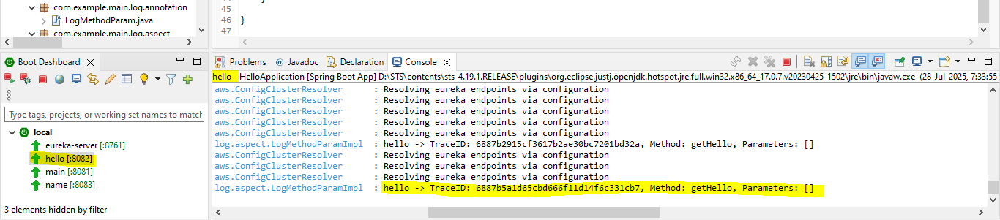 com.example.main.log.annotation
LogMethodParam.java
com.example.main.log.aspect
45
46 }
47
Boot Dashboard
Type tags, projects, or working set names to match
local
eureka-server [:8761]
hello [:8082]
main [:8081]
name [:8083]
3 elements hidden by filter
Problems @ Javadoc Declaration Console
hello - HelloApplication [Spring Boot App] D:\STS\contents\sts-4.19.1.RELEASE\plugins\org.eclipse.justj.openjdk.hotspot.jre.full.win32.x86_64_17.0.7.v20230425-1502\jre\bin\javaw.exe (28-Jul-2025, 7:33:55
aws.ConfigClusterResolver : Resolving eureka endpoints via configuration
aws.ConfigClusterResolver : Resolving eureka endpoints via configuration
aws.ConfigClusterResolver : Resolving eureka endpoints via configuration
aws.ConfigClusterResolver : Resolving eureka endpoints via configuration
aws.ConfigClusterResolver : Resolving eureka endpoints via configuration
log.aspect.LogMethodParamImpl : hello -> TraceID: 6887b2915cf3617b2ae30bc7201bd32a, Method: getHello, Parameters: []
aws.ConfigClusterResolver : Resolving eureka endpoints via configuration
aws.ConfigClusterResolver : Resolving eureka endpoints via configuration
aws.ConfigClusterResolver : Resolving eureka endpoints via configuration
log.aspect.LogMethodParamImpl : hello -> TraceID: 6887b5a1d65cbd666f11d14f6c331cb7, Method: getHello, Parameters: []